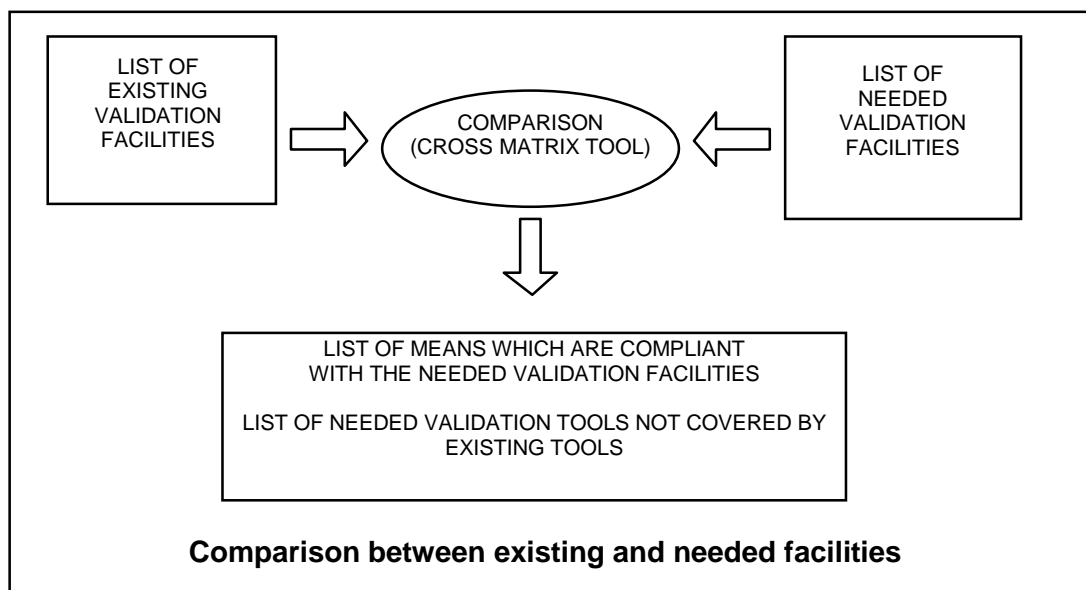 LIST OF
EXISTING
VALIDATION
FACILITIES
COMPARISON
(CROSS MATRIX TOOL)
LIST OF
NEEDED
VALIDATION
FACILITIES
LIST OF MEANS WHICH ARE COMPLIANT
WITH THE NEEDED VALIDATION FACILITIES
LIST OF NEEDED VALIDATION TOOLS NOT COVERED BY
EXISTING TOOLS
Comparison between existing and needed facilities